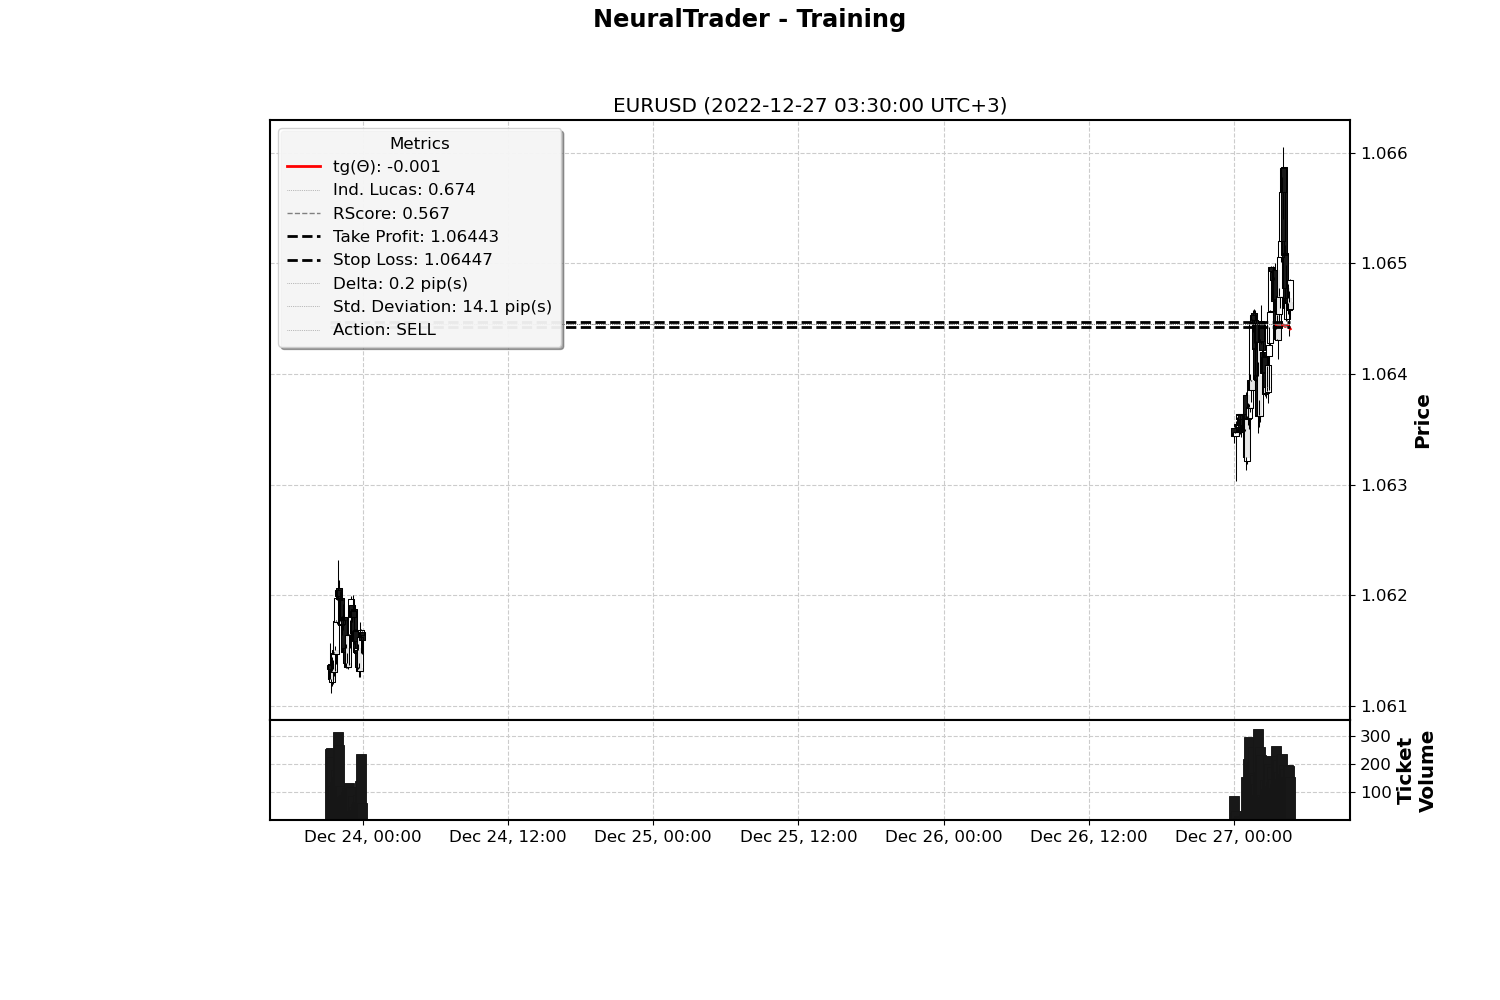 NeuralTrader - Training
EURUSD (2022-12-27 03:30:00 UTC+3)
Metrics
tg(Θ): -0.001
Ind. Lucas: 0.674
RScore: 0.567
Take Profit: 1.06443
Stop Loss: 1.06447
Delta: 0.2 pip(s)
Std. Deviation: 14.1 pip(s)
Action: SELL
1.066
1.065
1.064
1.063
1.062
1.061
Price
300
200
100
Ticket
Volume
Dec 24, 00:00
Dec 24, 12:00
Dec 25, 00:00
Dec 25, 12:00
Dec 26, 00:00
Dec 26, 12:00
Dec 27, 00:00